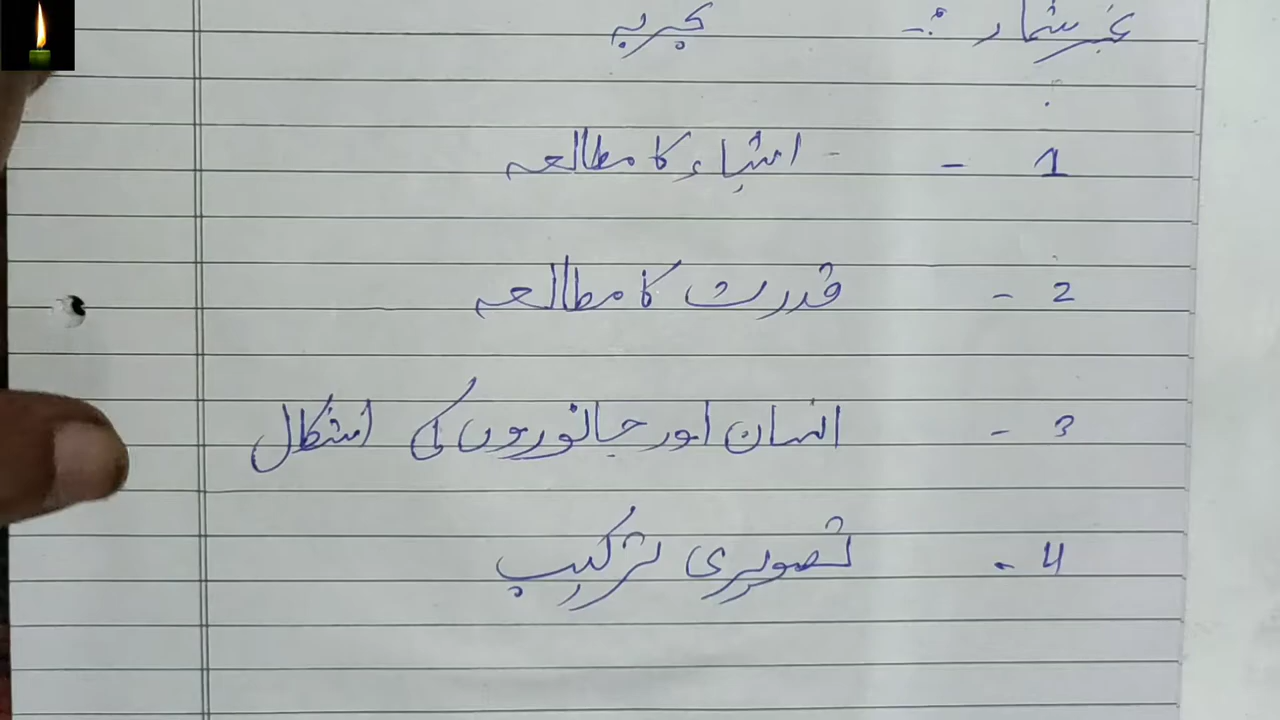 نمبر شمار :- تجربہ
1 - اشیاء کا مطالعہ
2 - قدرت کا مطالعہ
3 - انسان اور جانوروں کی اشکال
4 - تصویری ترکیب